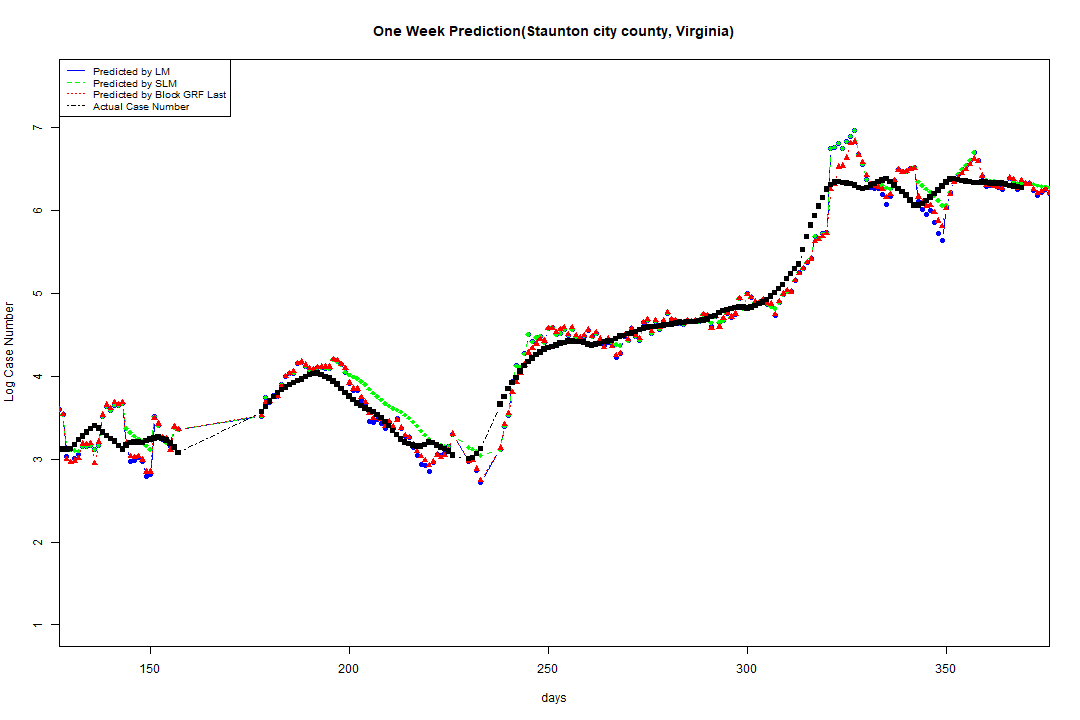 One Week Prediction(Staunton city county, Virginia)
Predicted by LM
Predicted by SLM
Predicted by Block GRF Last
Actual Case Number
7
6
5
4
3
2
1
Log Case Number
150 200 250 300 350
days